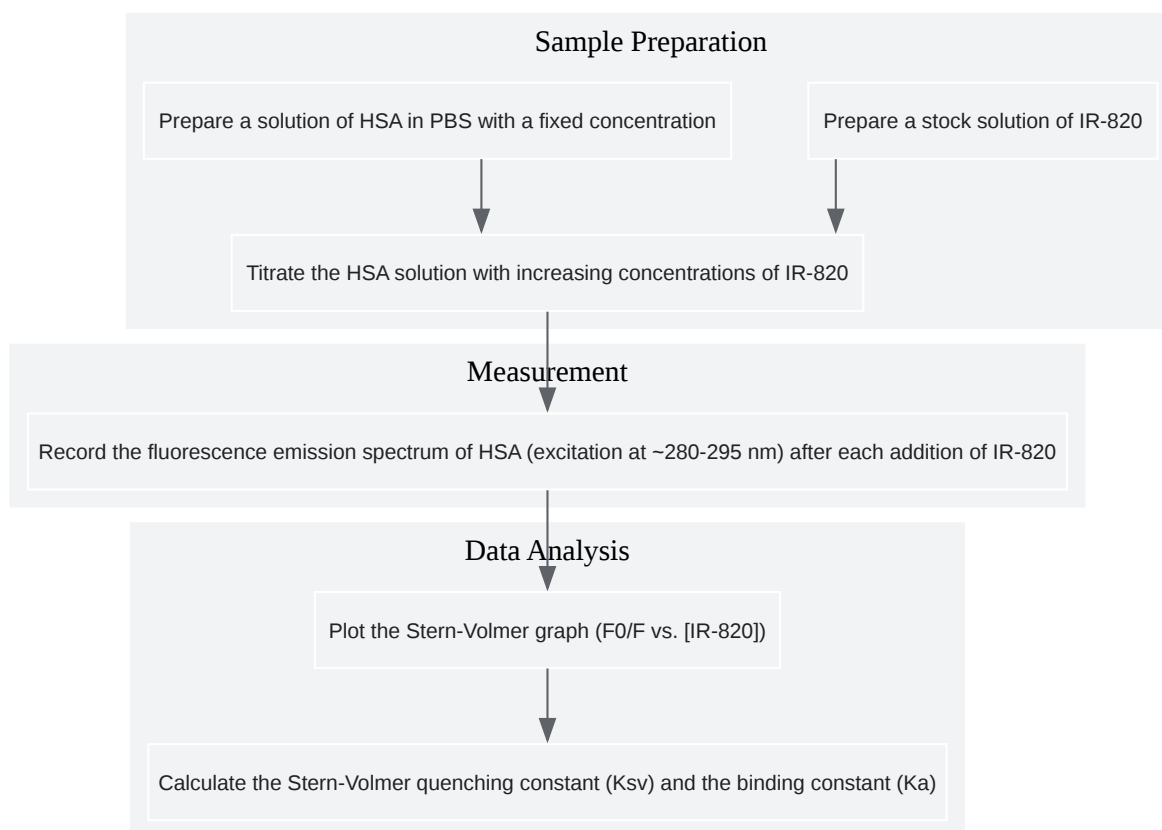 Sample Preparation
Prepare a solution of HSA in PBS with a fixed concentration
Prepare a stock solution of IR-820
Titrate the HSA solution with increasing concentrations of IR-820
Measurement
Record the fluorescence emission spectrum of HSA (excitation at ~280-295 nm) after each addition of IR-820
Data Analysis
Plot the Stern-Volmer graph (F0/F vs. [IR-820])
Calculate the Stern-Volmer quenching constant (Ksv) and the binding constant (Ka)